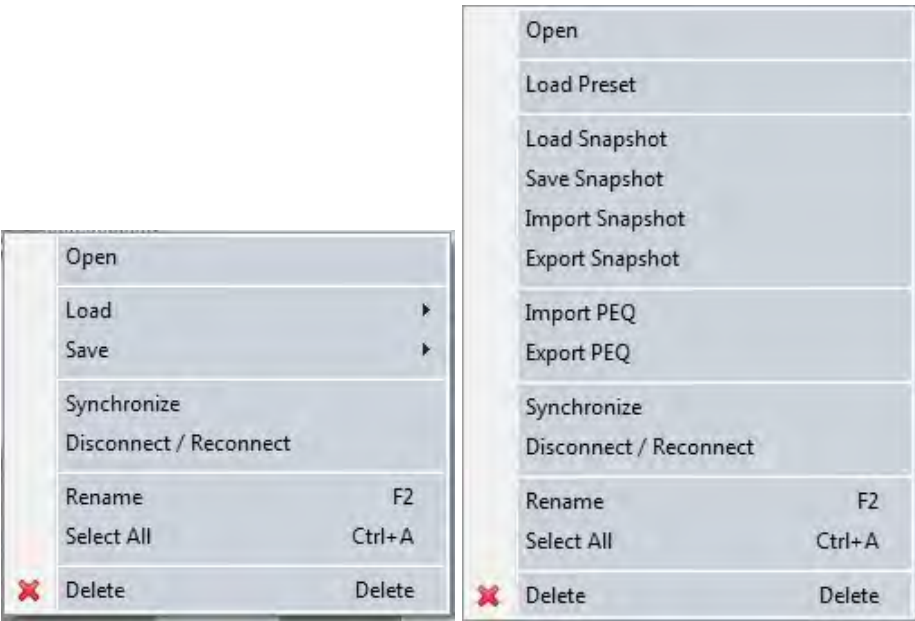 Open
Load
Save
Synchronize
Disconnect / Reconnect
Rename F2
Select All Ctrl+A
Delete Delete
Open
Load Preset
Load Snapshot
Save Snapshot
Import Snapshot
Export Snapshot
Import PEQ
Export PEQ
Synchronize
Disconnect / Reconnect
Rename F2
Select All Ctrl+A
Delete Delete